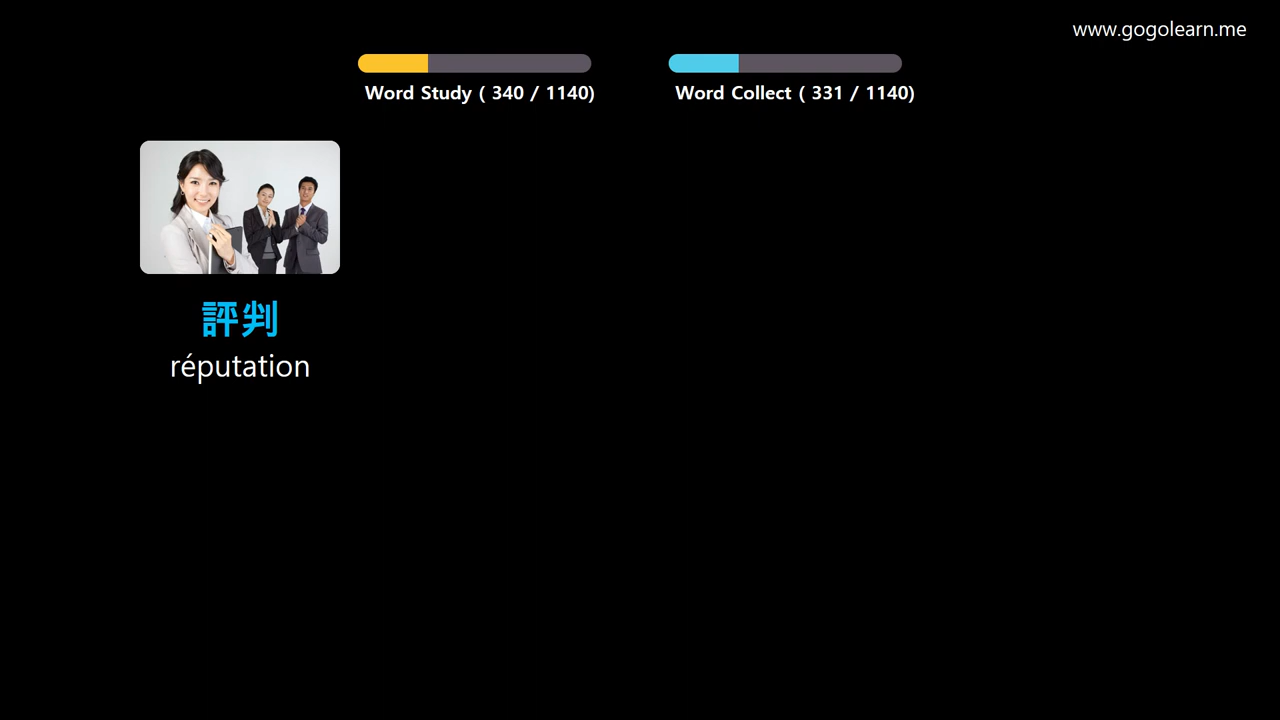 www.gogolearn.me
Word Study ( 340 / 1140)
Word Collect ( 331 / 1140)
評判
réputation